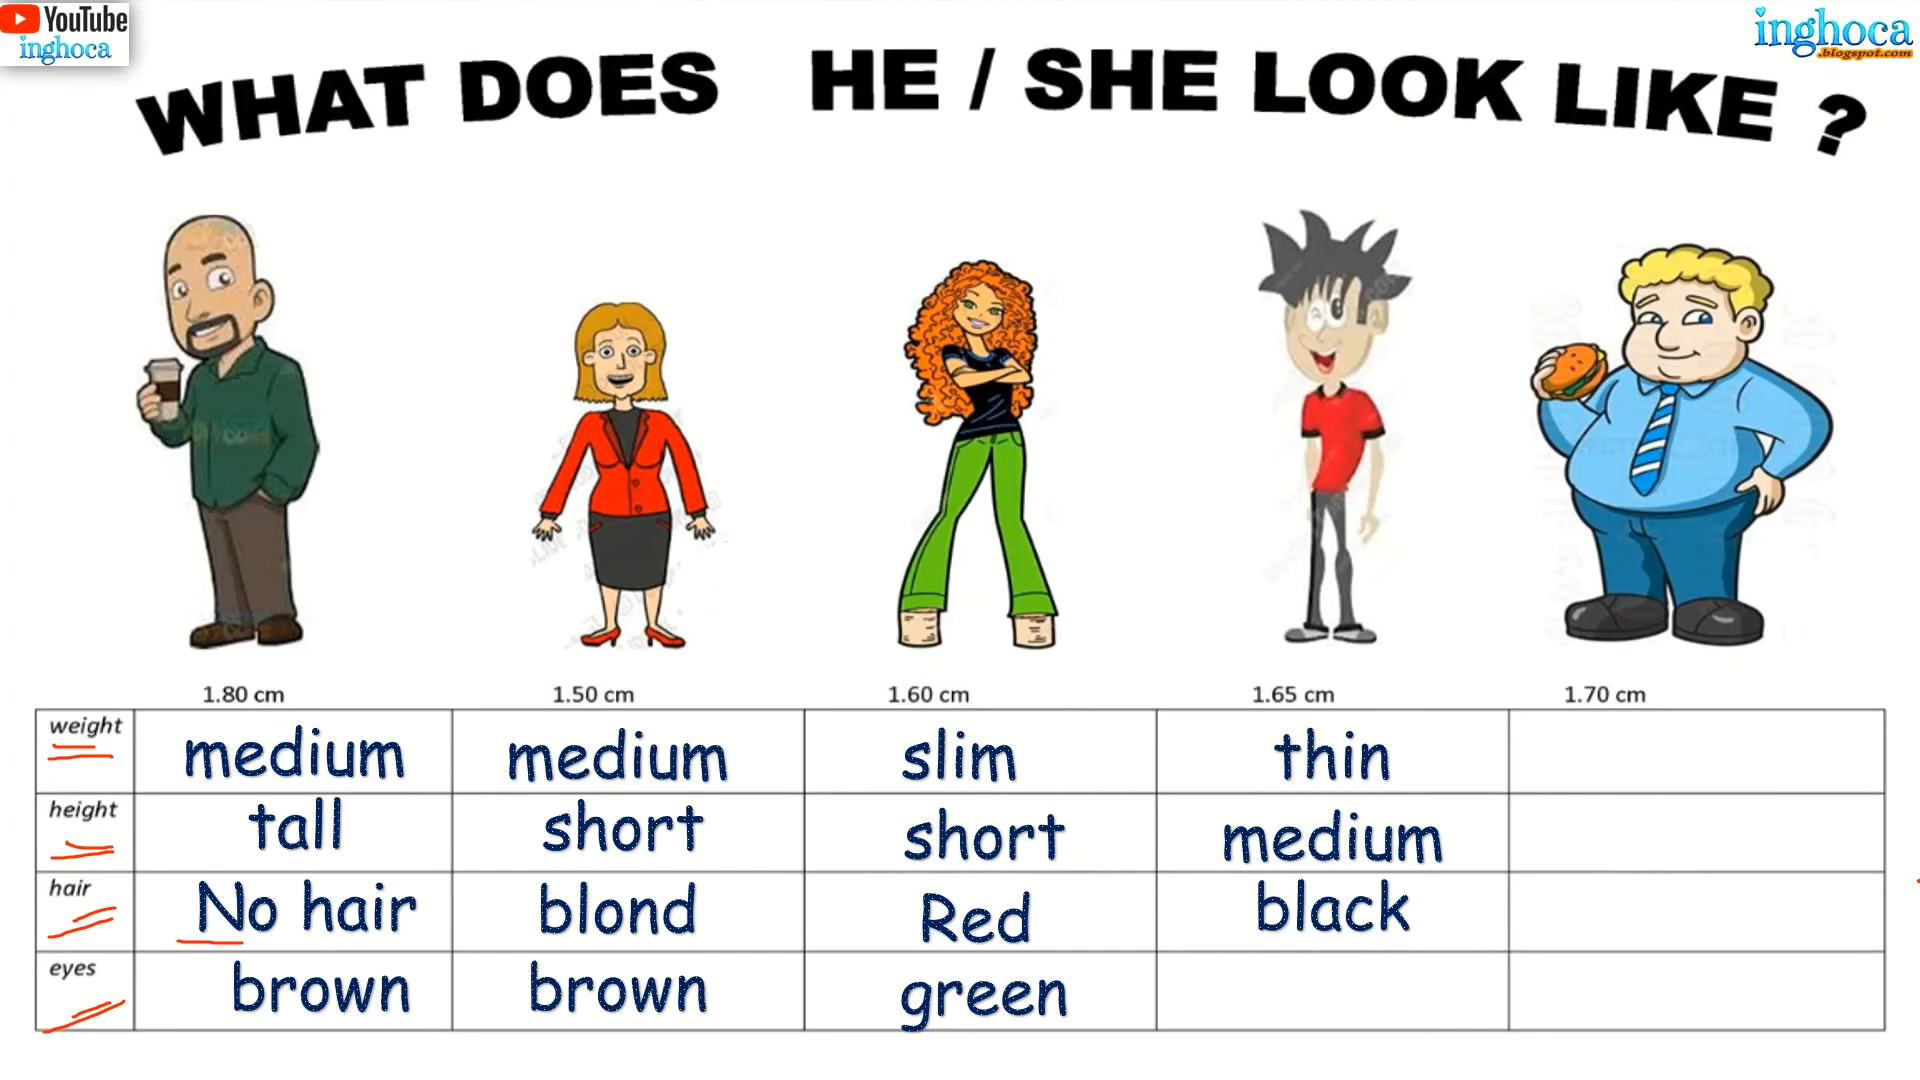 YouTube
inghoca
inghoca
.blogspot.com
WHAT DOES HE / SHE LOOK LIKE ?
1.80 cm 1.50 cm 1.60 cm 1.65 cm 1.70 cm
weight medium medium slim thin
height tall short short medium
hair No hair blond Red black
eyes brown brown green